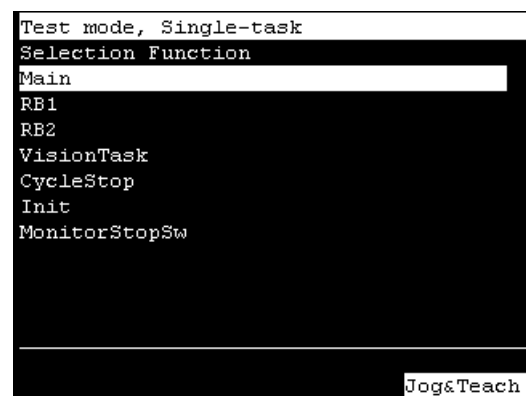 Test mode, Single-task
Selection Function
Main
RB1
RB2
VisionTask
CycleStop
Init
MonitorStopSw
Jog&Teach